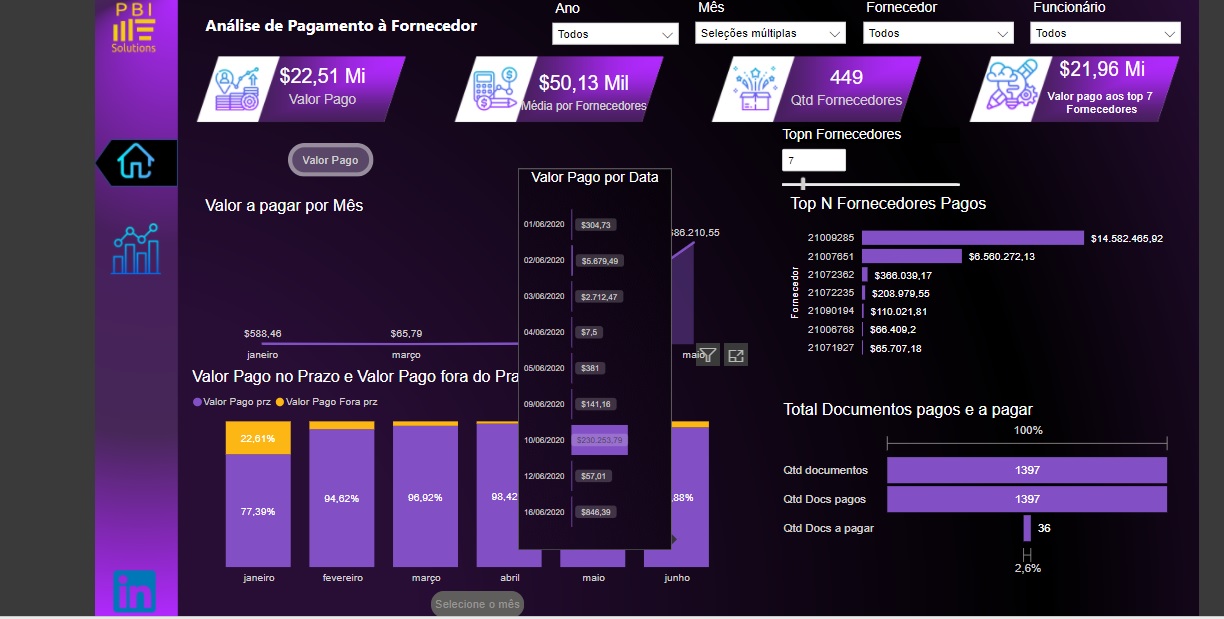 PBI
Solutions
Análise de Pagamento à Fornecedor
Ano
Todos
Mês
Seleções múltiplas
Fornecedor
Todos
Funcionário
Todos
$22,51 Mi
Valor Pago
$50,13 Mil
Média por Fornecedores
449
Qtd Fornecedores
$21,96 Mi
Valor pago aos top 7
Fornecedores
Valor Pago
Topn Fornecedores
7
Valor a pagar por Mês
$588,46
$65,79
$86.210,55
janeiro
março
maio
Valor Pago por Data
01/06/2020 $304,73
02/06/2020 $5.679,49
03/06/2020 $2.712,47
04/06/2020 $7,5
05/06/2020 $381
09/06/2020 $141,16
10/06/2020 $230.253,79
12/06/2020 $57,01
16/06/2020 $846,39
Top N Fornecedores Pagos
Fornecedor
21009285 $14.582.465,92
21007651 $6.560.272,13
21072362 $366.039,17
21072235 $208.979,55
21090194 $110.021,81
21006768 $66.409,2
21071927 $65.707,18
Valor Pago no Prazo e Valor Pago fora do Pra
Valor Pago prz
Valor Pago Fora prz
22,61%
77,39%
94,62%
96,92%
98,42
,88%
janeiro
fevereiro
março
abril
maio
junho
Selecione o mês
Total Documentos pagos e a pagar
100%
Qtd documentos 1397
Qtd Docs pagos 1397
Qtd Docs a pagar 36
2,6%
in